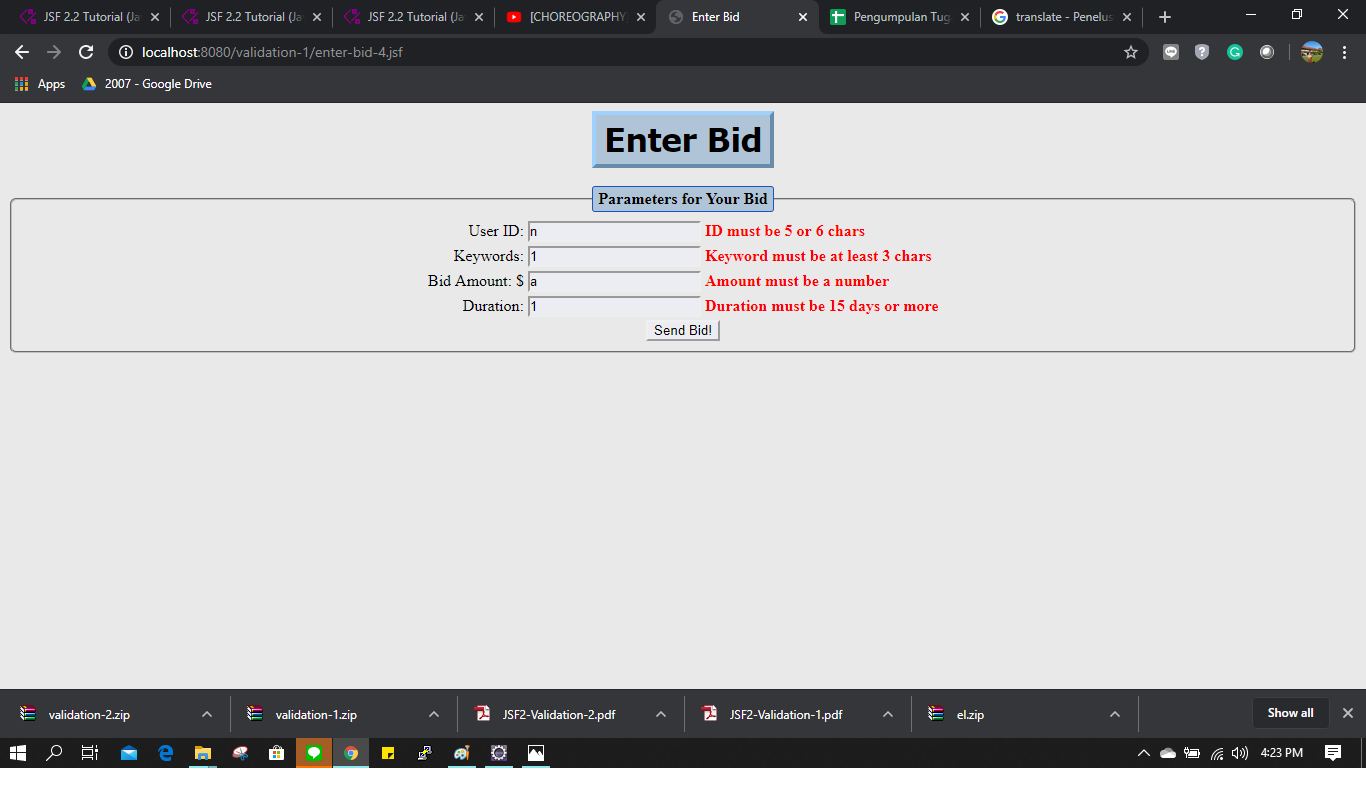 JSF 2.2 Tutorial (Ja
JSF 2.2 Tutorial (Ja
JSF 2.2 Tutorial (Ja
[CHOREOGRAPHY
Enter Bid
Pengumpulan Tug
translate - Penelus
localhost:8080/validation-1/enter-bid-4.jsf
Apps
2007 - Google Drive
Enter Bid
Parameters for Your Bid
User ID: n ID must be 5 or 6 chars
Keywords: 1 Keyword must be at least 3 chars
Bid Amount: $ a Amount must be a number
Duration: 1 Duration must be 15 days or more
Send Bid!
validation-2.zip
validation-1.zip
JSF2-Validation-2.pdf
JSF2-Validation-1.pdf
el.zip
Show all
4:23 PM